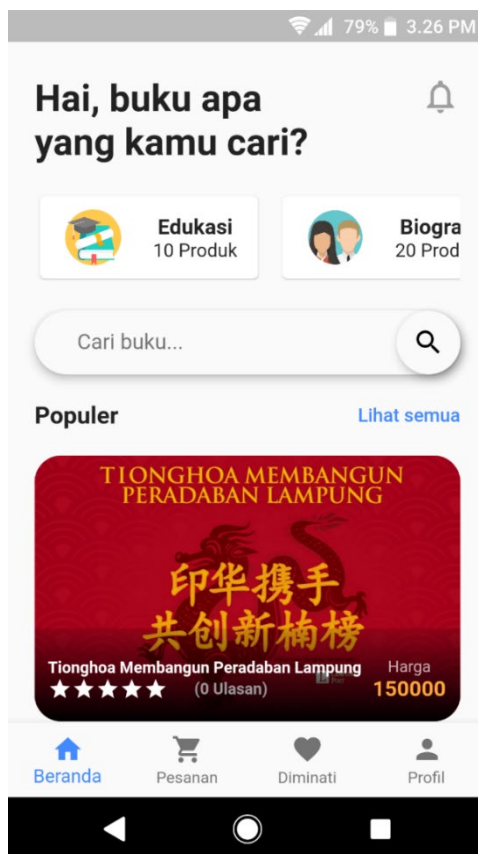 79% 3.26 PM
Hai, buku apa
yang kamu cari?
Edukasi
10 Produk
Biogra
20 Prod
Cari buku...
Populer
Lihat semua
TIONGHOA MEMBANGUN
PERADABAN LAMPUNG
印华携手
共创新楠榜
Tionghoa Membangun Peradaban Lampung
(0 Ulasan)
Harga
150000
Beranda
Pesanan
Diminati
Profil